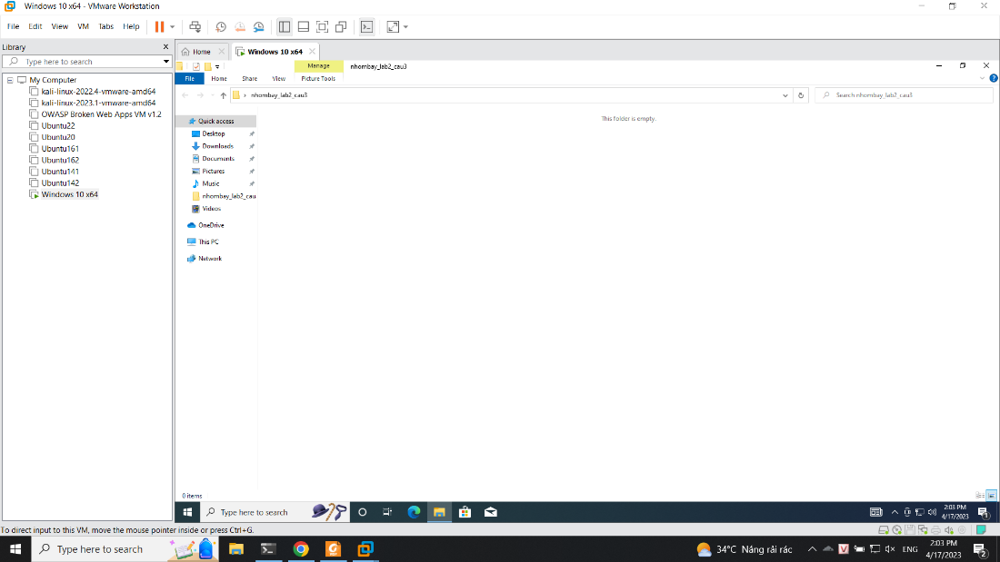 Windows 10 x64 - VMware Workstation
File Edit View VM Tabs Help
Library
Type here to search
My Computer
kali-linux-2022.4-vmware-amd64
kali-linux-2023.1-vmware-amd64
OWASP Broken Web Apps VM v1.2
Ubuntu22
Ubuntu20
Ubuntu161
Ubuntu162
Ubuntu141
Ubuntu142
Windows 10 x64
Home Windows 10 x64
Manage nhombay_lab2_cau3
File Home Share View Picture Tools
nhombay_lab2_cau3 Search nhombay_lab2_cau3
This folder is empty.
Quick access
Desktop
Downloads
Documents
Pictures
Music
nhombay_lab2_cau
Videos
OneDrive
This PC
Network
0 items
Type here to search 2:03 PM
4/17/2023
1
To direct input to this VM, move the mouse pointer inside or press Ctrl+G.
Type here to search 34°C Nắng rải rác ENG 2:03 PM
4/17/2023
2